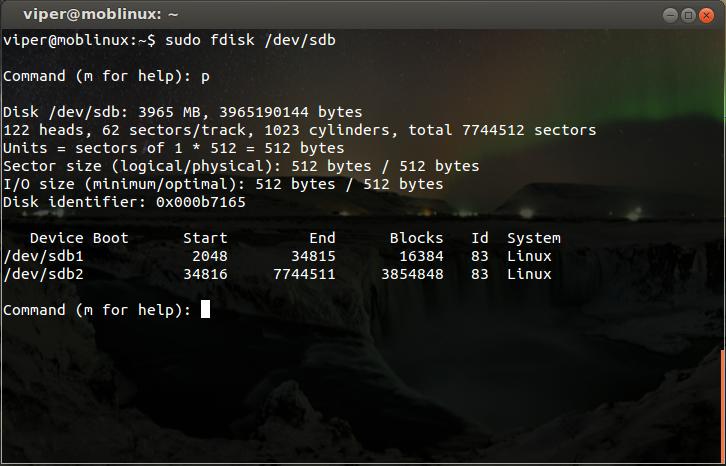 viper@moblinux: ~
viper@moblinux:~$ sudo fdisk /dev/sdb
Command (m for help): p
Disk /dev/sdb: 3965 MB, 3965190144 bytes
122 heads, 62 sectors/track, 1023 cylinders, total 7744512 sectors
Units = sectors of 1 * 512 = 512 bytes
Sector size (logical/physical): 512 bytes / 512 bytes
I/O size (minimum/optimal): 512 bytes / 512 bytes
Disk identifier: 0x000b7165
   Device Boot      Start         End      Blocks   Id  System
/dev/sdb1            2048       34815       16384   83  Linux
/dev/sdb2           34816     7744511     3854848   83  Linux
Command (m for help):